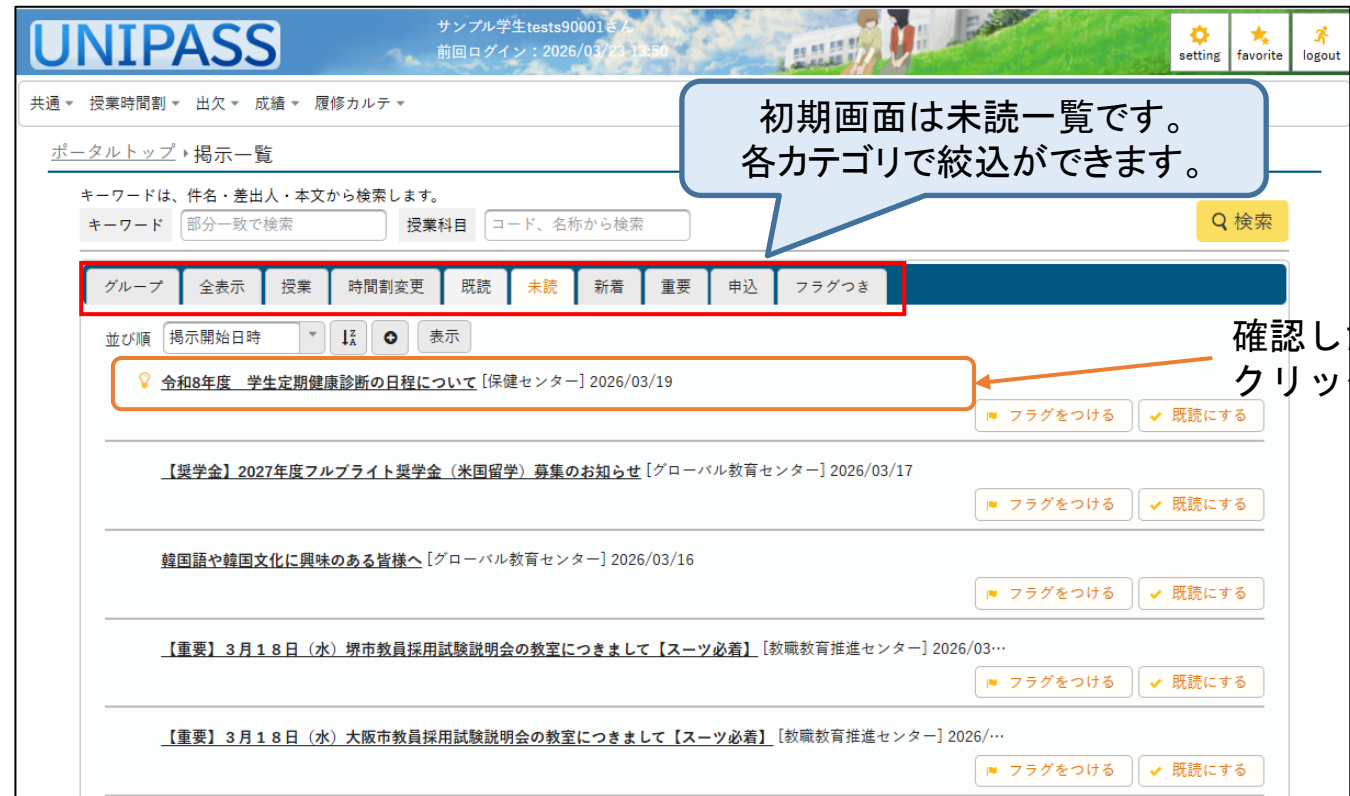 UNIPASS
サンプル学生tests90001さん
前回ログイン：2026/03/23 13:50
setting favorite logout
共通 授業時間割 出欠 成績 履修カルテ
初期画面は未読一覧です。
各カテゴリで絞込ができます。
ポータルトップ 掲示一覧
キーワードは、件名・差出人・本文から検索します。
キーワード 部分一致で検索 授業科目 コード、名称から検索 検索
グループ 全表示 授業 時間割変更 既読 未読 新着 重要 申込 フラグつき
並び順 掲示開始日時 表示
確認し
クリッ
令和8年度　学生定期健康診断の日程について [保健センター] 2026/03/19
フラグをつける 既読にする
【奨学金】2027年度フルブライト奨学金（米国留学）募集のお知らせ [グローバル教育センター] 2026/03/17
フラグをつける 既読にする
韓国語や韓国文化に興味のある皆様へ [グローバル教育センター] 2026/03/16
フラグをつける 既読にする
【重要】３月１８日（水）堺市教員採用試験説明会の教室につきまして【スーツ必着】 [教職教育推進センター] 2026/03…
フラグをつける 既読にする
【重要】３月１８日（水）大阪市教員採用試験説明会の教室につきまして【スーツ必着】 [教職教育推進センター] 2026/…
フラグをつける 既読にする